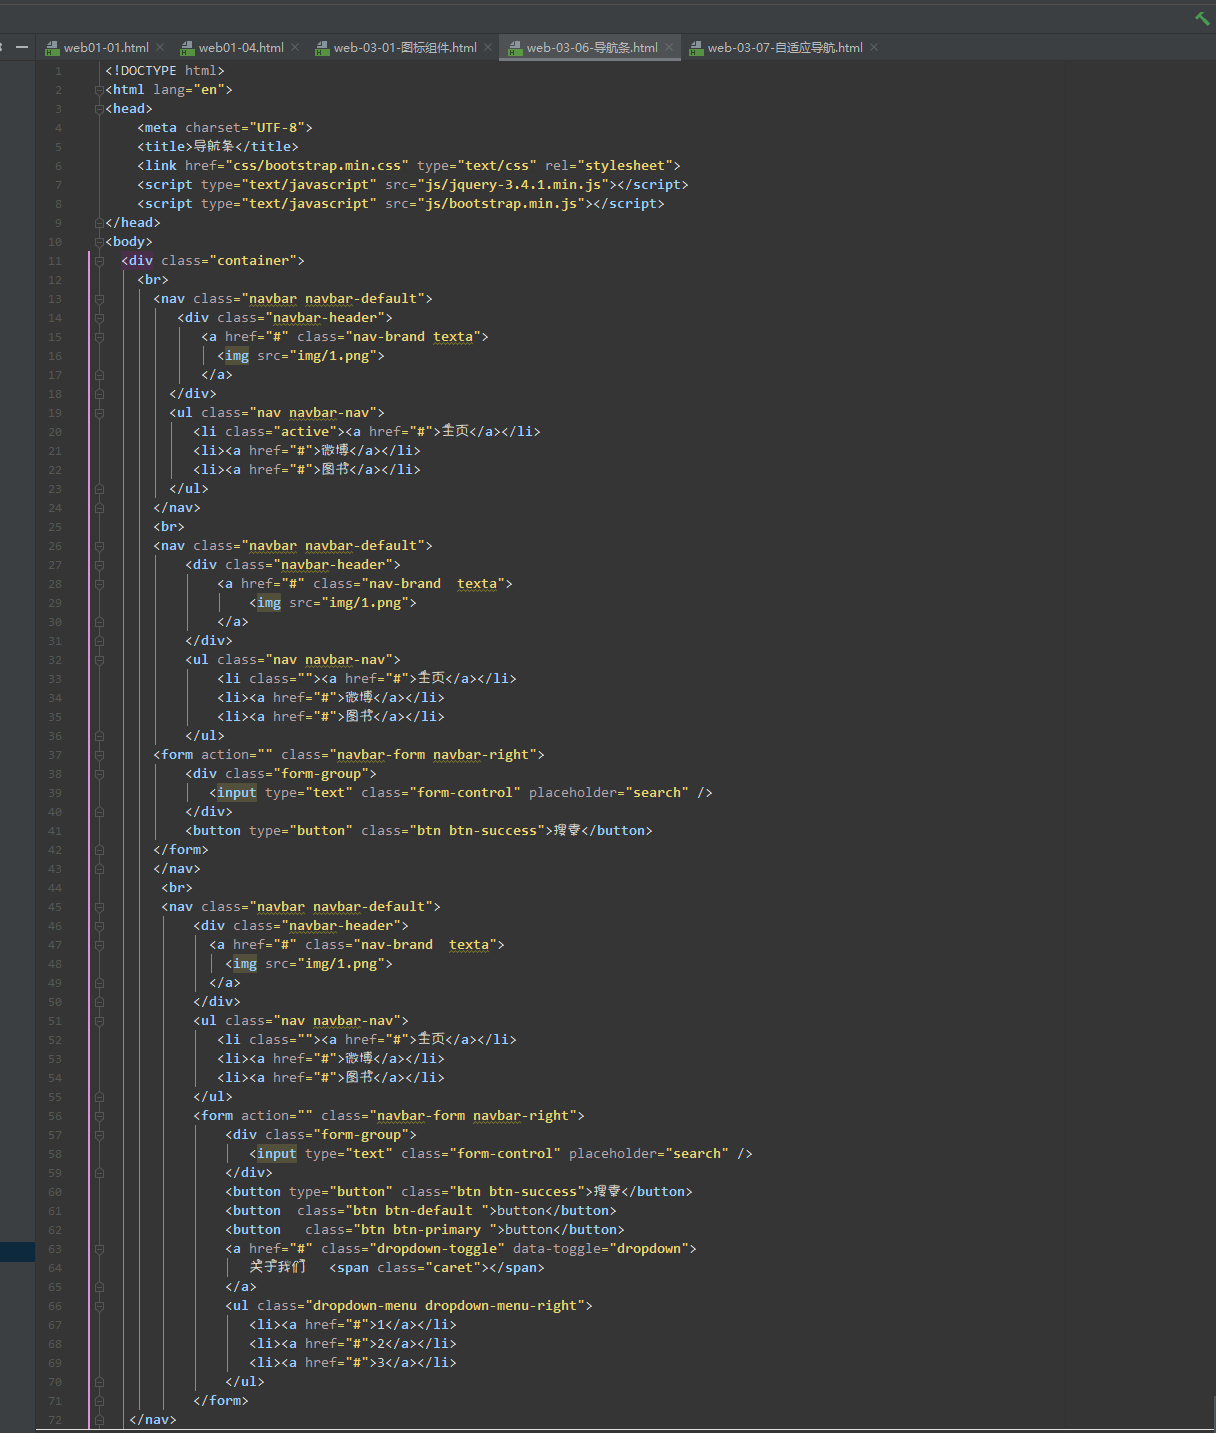 web01-01.html web01-04.html web-03-01-图标组件.html web-03-06-导航条.html web-03-07-自适应导航.html
1 <!DOCTYPE html>
2 <html lang="en">
3 <head>
4 <meta charset="UTF-8">
5 <title>导航条</title>
6 <link href="css/bootstrap.min.css" type="text/css" rel="stylesheet">
7 <script type="text/javascript" src="js/jquery-3.4.1.min.js"></script>
8 <script type="text/javascript" src="js/bootstrap.min.js"></script>
9 </head>
10 <body>
11 <div class="container">
12 <br>
13 <nav class="navbar navbar-default">
14 <div class="navbar-header">
15 <a href="#" class="nav-brand texta">
16 <img src="img/1.png">
17 </a>
18 </div>
19 <ul class="nav navbar-nav">
20 <li class="active"><a href="#">主页</a></li>
21 <li><a href="#">微博</a></li>
22 <li><a href="#">图书</a></li>
23 </ul>
24 </nav>
25 <br>
26 <nav class="navbar navbar-default">
27 <div class="navbar-header">
28 <a href="#" class="nav-brand  texta">
29 <img src="img/1.png">
30 </a>
31 </div>
32 <ul class="nav navbar-nav">
33 <li class=""><a href="#">主页</a></li>
34 <li><a href="#">微博</a></li>
35 <li><a href="#">图书</a></li>
36 </ul>
37 <form action="" class="navbar-form navbar-right">
38 <div class="form-group">
39 <input type="text" class="form-control" placeholder="search" />
40 </div>
41 <button type="button" class="btn btn-success">搜索</button>
42 </form>
43 </nav>
44 <br>
45 <nav class="navbar navbar-default">
46 <div class="navbar-header">
47 <a href="#" class="nav-brand  texta">
48 <img src="img/1.png">
49 </a>
50 </div>
51 <ul class="nav navbar-nav">
52 <li class=""><a href="#">主页</a></li>
53 <li><a href="#">微博</a></li>
54 <li><a href="#">图书</a></li>
55 </ul>
56 <form action="" class="navbar-form navbar-right">
57 <div class="form-group">
58 <input type="text" class="form-control" placeholder="search" />
59 </div>
60 <button type="button" class="btn btn-success">搜索</button>
61 <button  class="btn btn-default ">button</button>
62 <button   class="btn btn-primary ">button</button>
63 <a href="#" class="dropdown-toggle" data-toggle="dropdown">
64 关于我们   <span class="caret"></span>
65 </a>
66 <ul class="dropdown-menu dropdown-menu-right">
67 <li><a href="#">1</a></li>
68 <li><a href="#">2</a></li>
69 <li><a href="#">3</a></li>
70 </ul>
71 </form>
72 </nav>